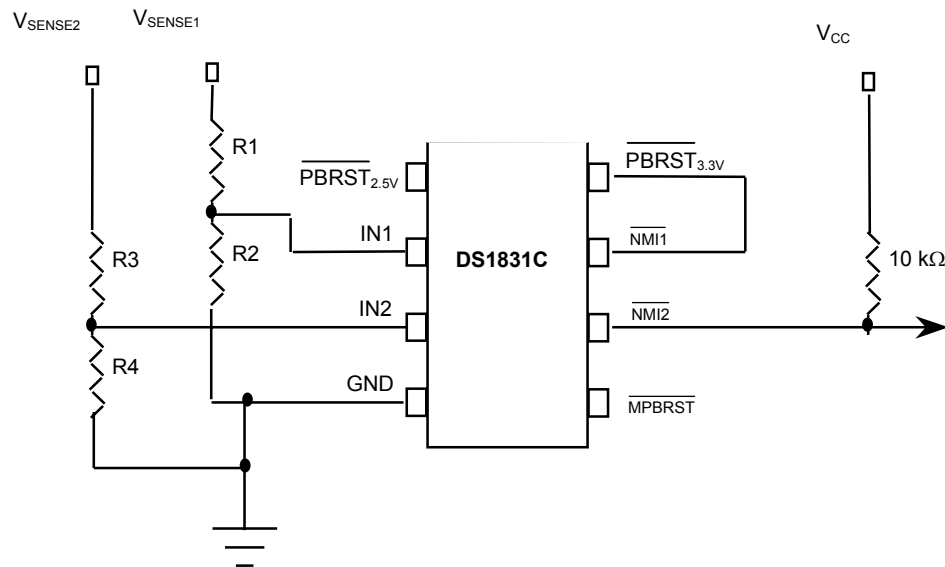 VSENSE2
VSENSE1
VCC
R1
PBRST2.5V
PBRST3.3V
IN1
NMI1
R2
DS1831C
R3
10 kΩ
IN2
NMI2
R4
GND
MPBRST